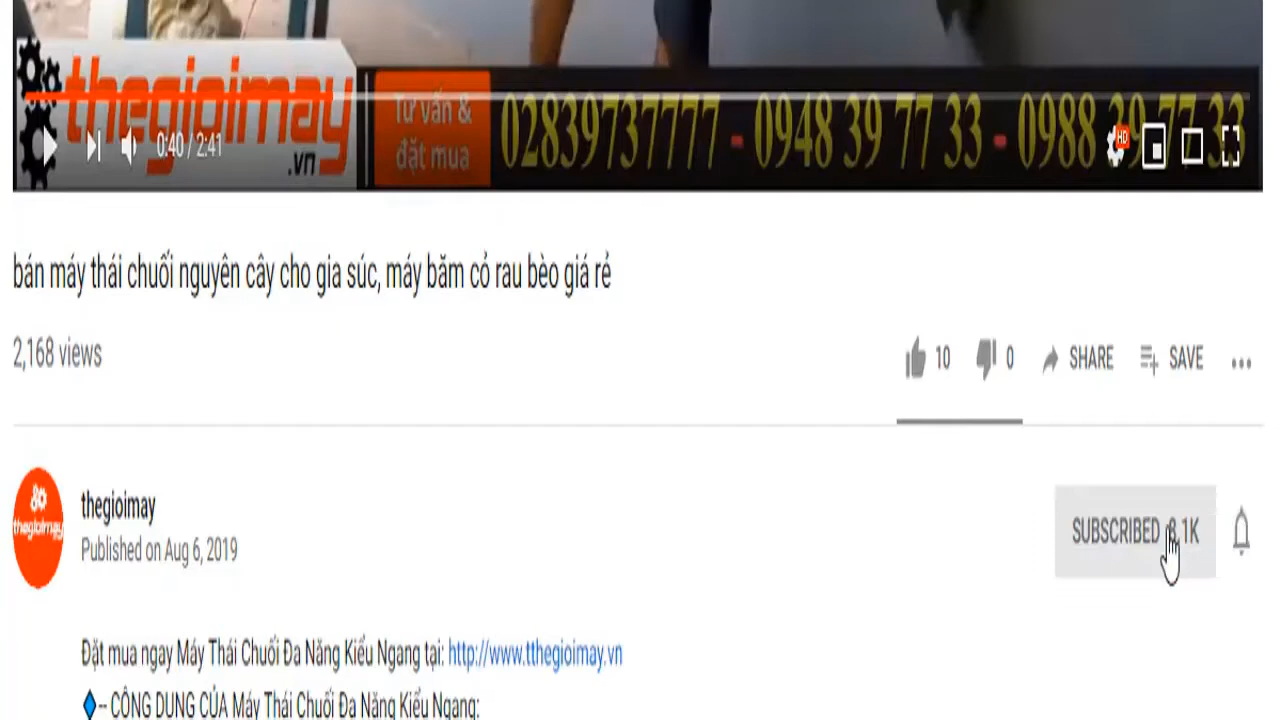 thegioimay
.vn
Tư vấn &
đặt mua
02839737777 - 0948 39 77 33 - 0988 39 77 33
HD
0:40 / 2:41
bán máy thái chuối nguyên cây cho gia súc, máy băm cỏ rau bèo giá rẻ
2,168 views
10 0 SHARE SAVE
thegioimay
thegioimay
Published on Aug 6, 2019
SUBSCRIBED
Đặt mua ngay Máy Thái Chuối Đa Năng Kiểu Ngang tại: http://www.tthegioimay.vn
-- CÔNG DỤNG CỦA Máy Thái Chuối Đa Năng Kiểu Ngang: